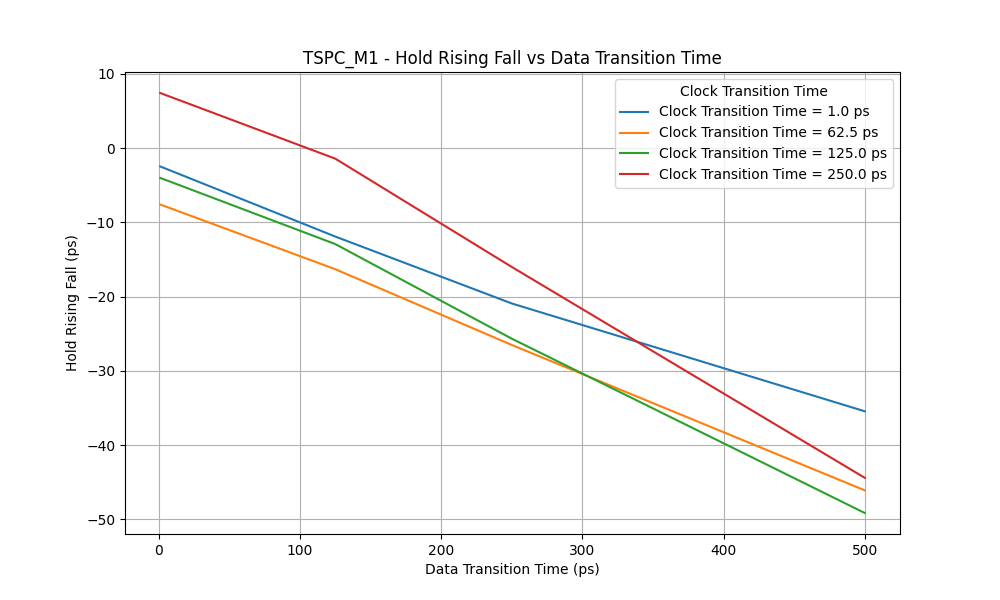 TSPC_M1 - Hold Rising Fall vs Data Transition Time
Hold Rising Fall (ps)
10
0
−10
−20
−30
−40
−50
Clock Transition Time
Clock Transition Time = 1.0 ps
Clock Transition Time = 62.5 ps
Clock Transition Time = 125.0 ps
Clock Transition Time = 250.0 ps
0 100 200 300 400 500
Data Transition Time (ps)